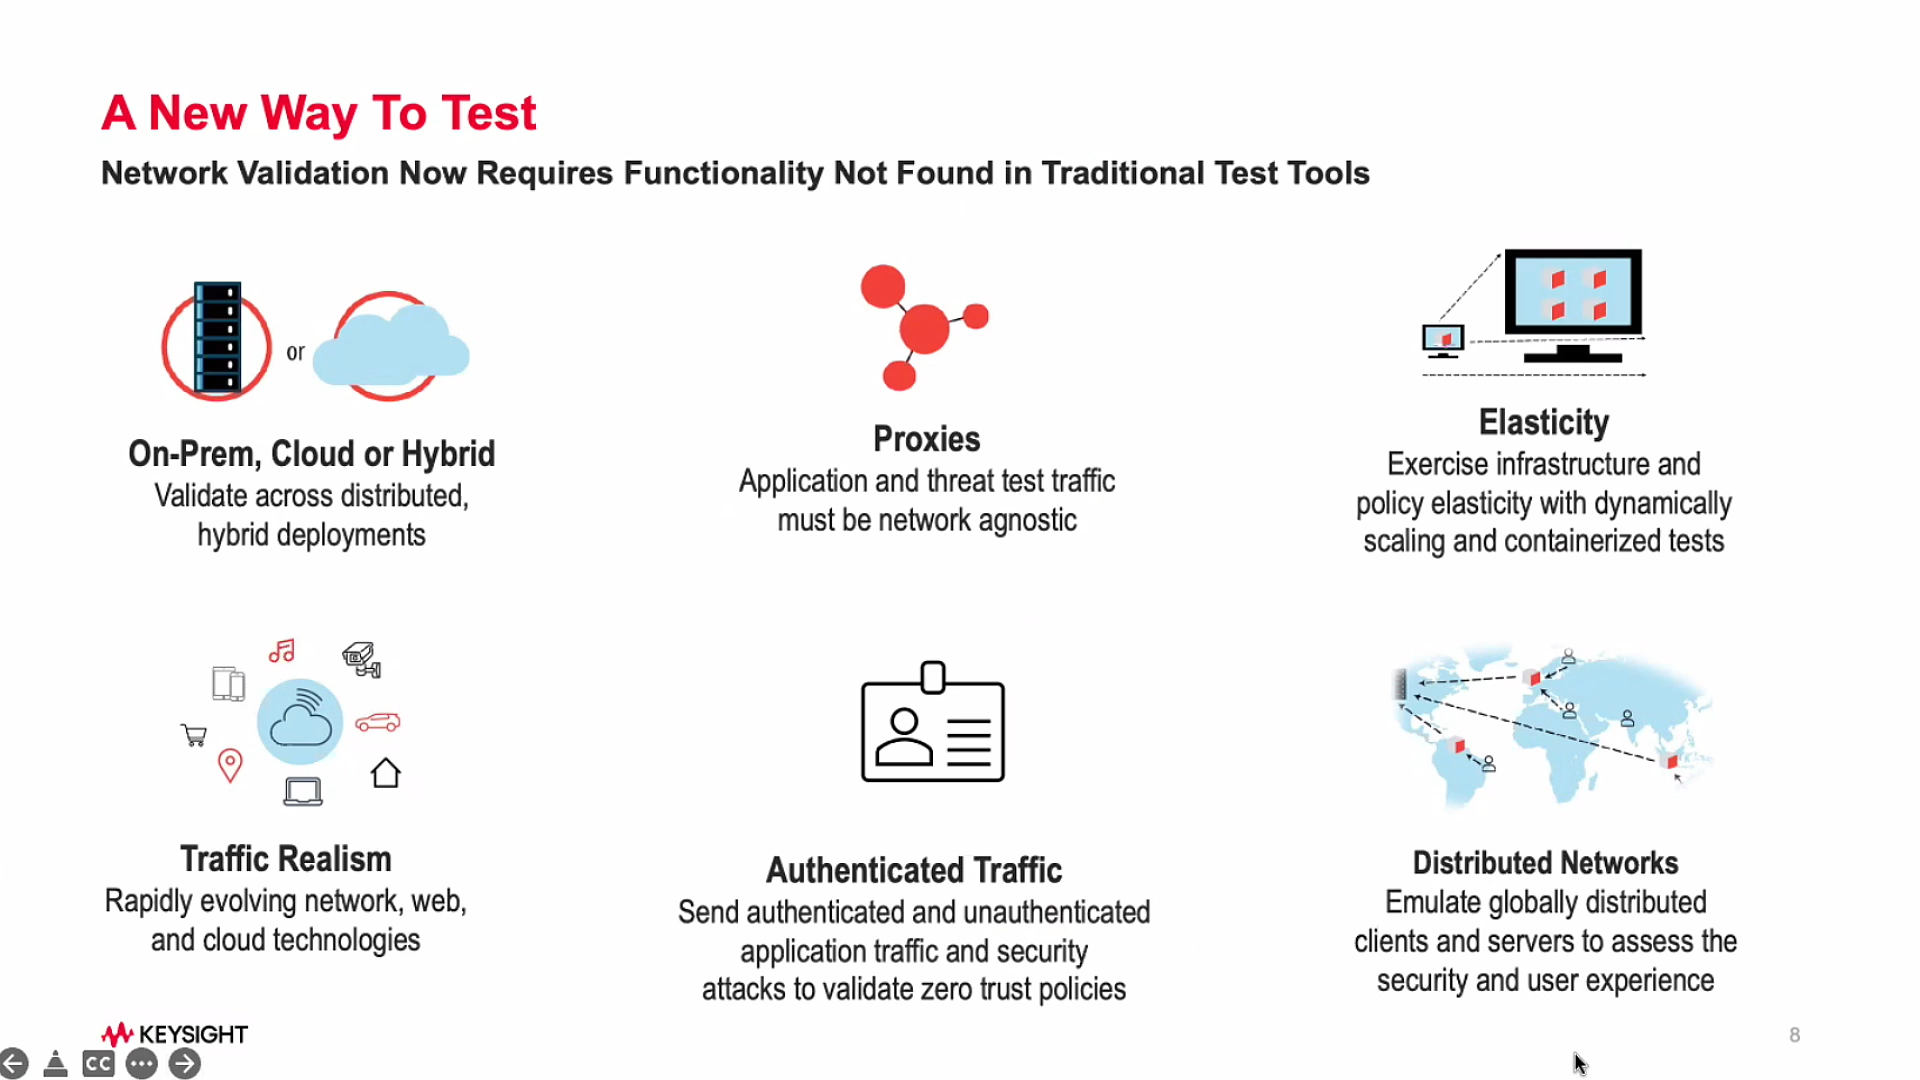 A New Way To Test
Network Validation Now Requires Functionality Not Found in Traditional Test Tools
or
On-Prem, Cloud or Hybrid
Validate across distributed,
hybrid deployments
Proxies
Application and threat test traffic
must be network agnostic
Elasticity
Exercise infrastructure and
policy elasticity with dynamically
scaling and containerized tests
Traffic Realism
Rapidly evolving network, web,
and cloud technologies
Authenticated Traffic
Send authenticated and unauthenticated
application traffic and security
attacks to validate zero trust policies
Distributed Networks
Emulate globally distributed
clients and servers to assess the
security and user experience
KEYSIGHT
8
CC